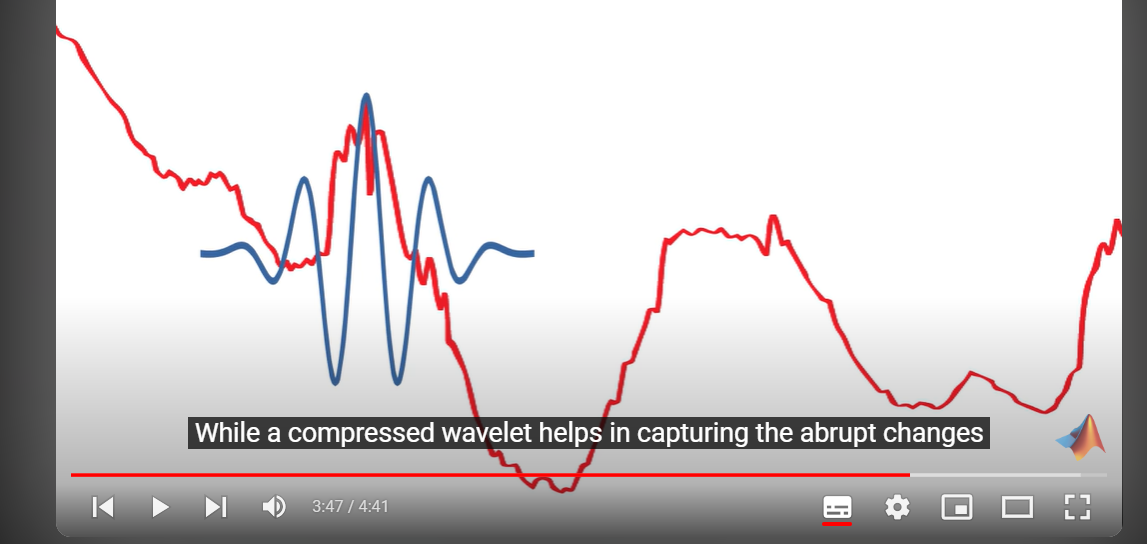 While a compressed wavelet helps in capturing the abrupt changes
3:47 / 4:41